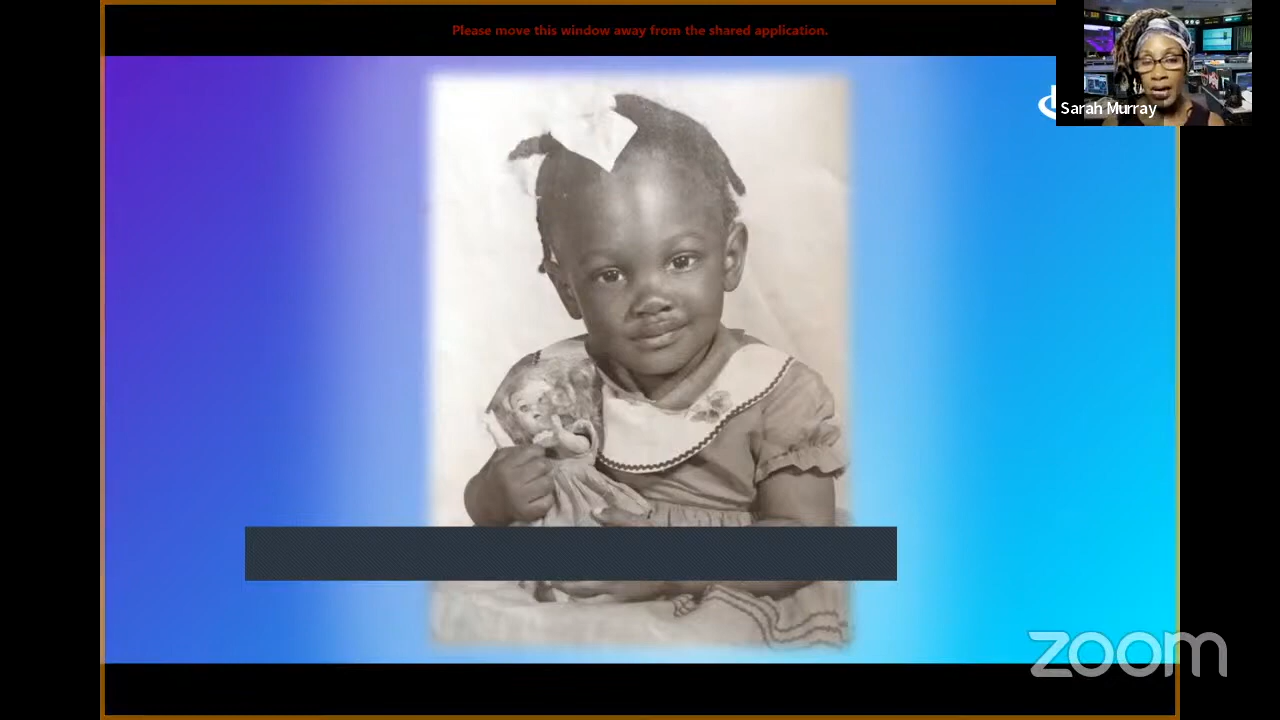 Please move this window away from the shared application.
Sarah Murray
zoom